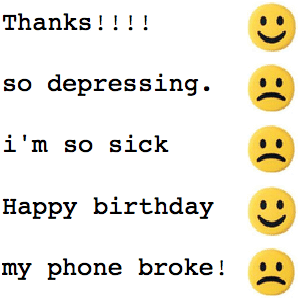 Thanks!!!!
so depressing.
i'm so sick
Happy birthday
my phone broke!